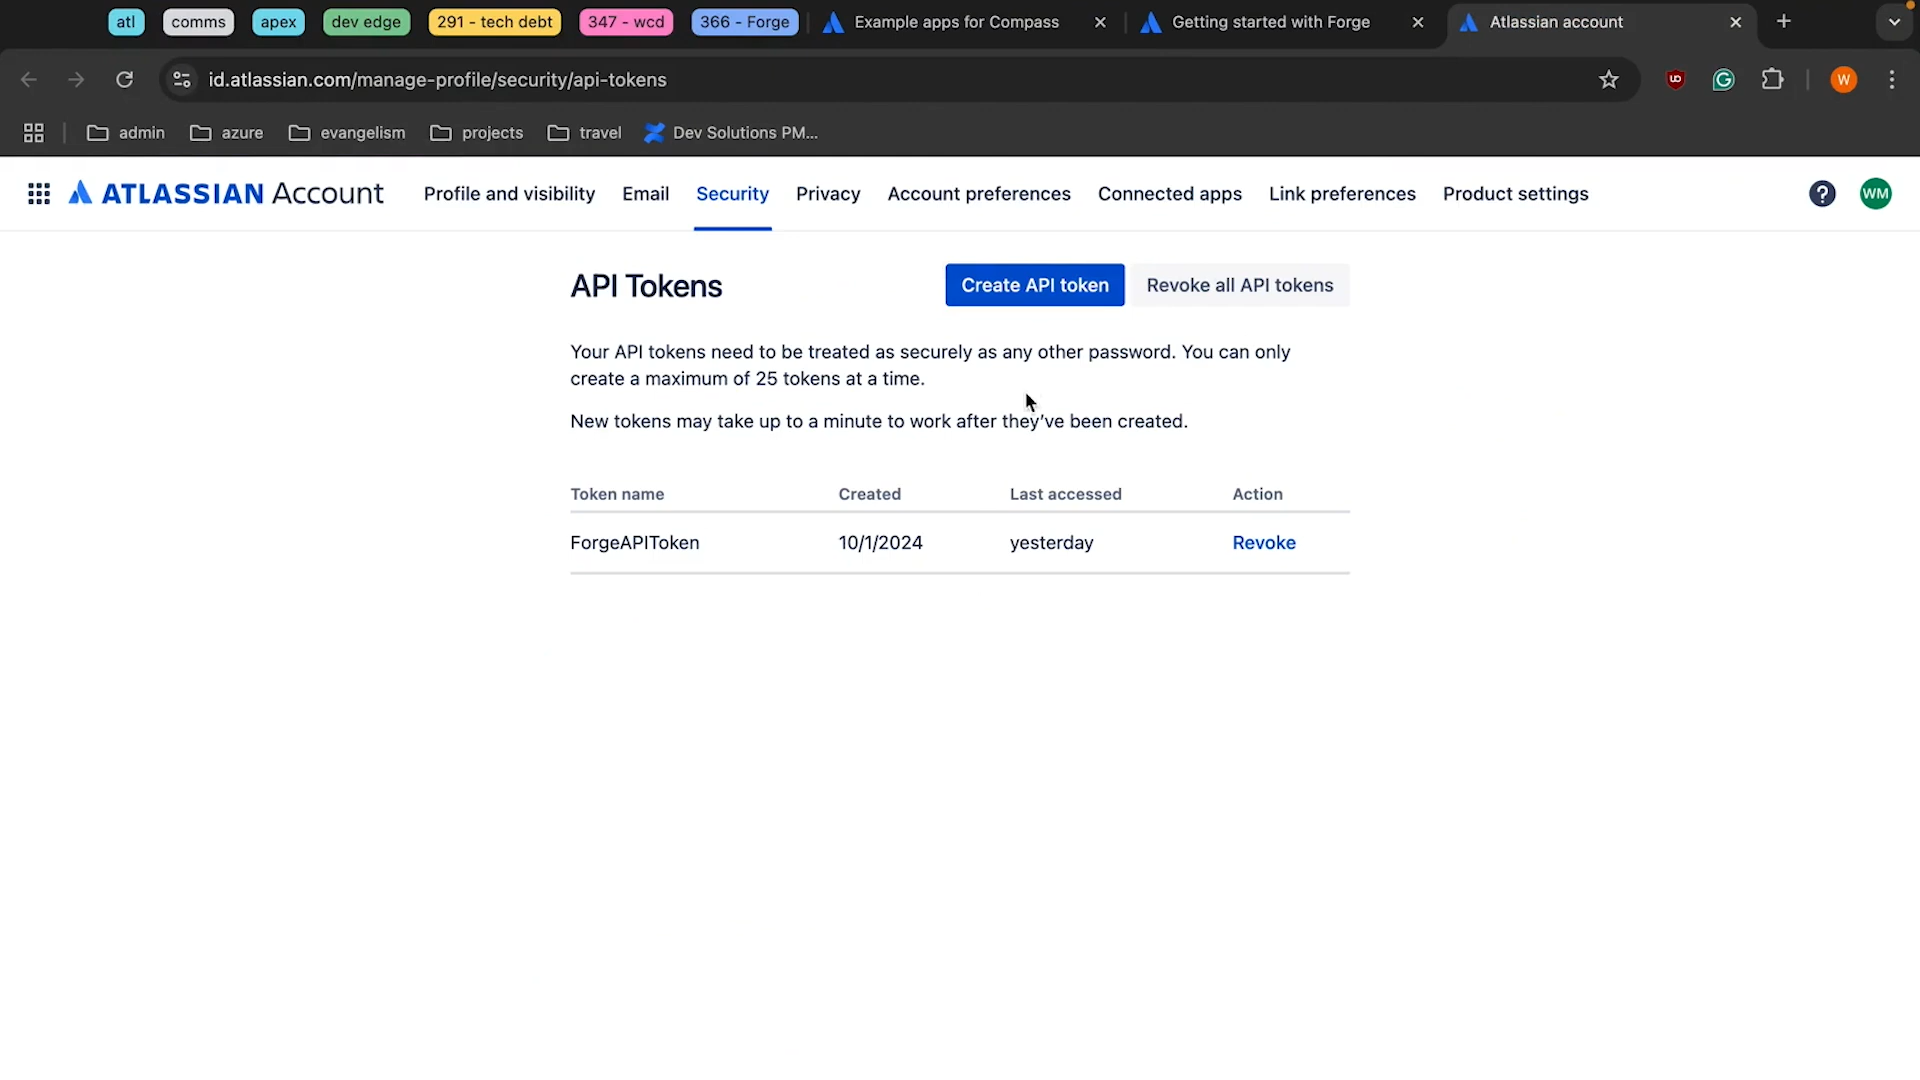 atl comms apex dev edge 291 - tech debt 347 - wcd 366 - Forge Example apps for Compass Getting started with Forge Atlassian account
id.atlassian.com/manage-profile/security/api-tokens W
admin azure evangelism projects travel Dev Solutions PM...
ATLASSIAN Account Profile and visibility Email Security Privacy Account preferences Connected apps Link preferences Product settings ? WM
API Tokens Create API token Revoke all API tokens
Your API tokens need to be treated as securely as any other password. You can only
create a maximum of 25 tokens at a time.
New tokens may take up to a minute to work after they've been created.
Token name Created Last accessed Action
ForgeAPIToken 10/1/2024 yesterday Revoke